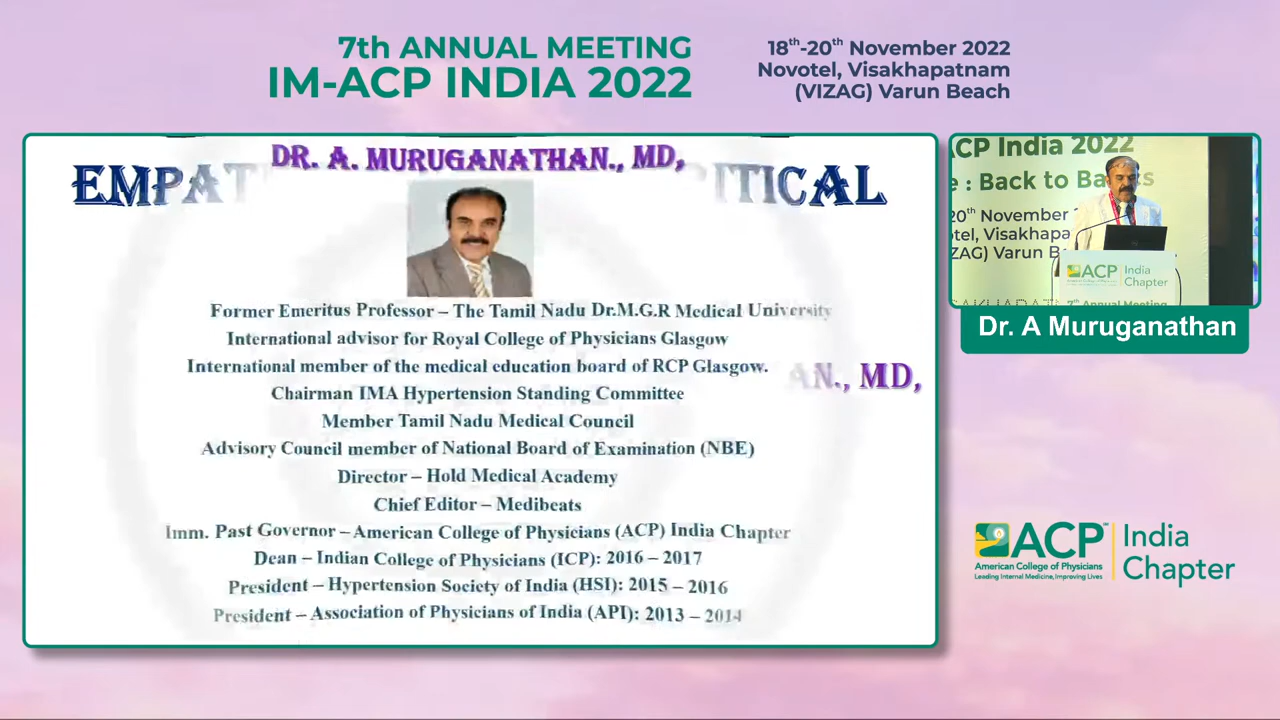 7th ANNUAL MEETING
IM-ACP INDIA 2022
18th-20th November 2022
Novotel, Visakhapatnam
(VIZAG) Varun Beach
DR. A. MURUGANATHAN., MD,
EMPAT ITICAL
Former Emeritus Professor – The Tamil Nadu Dr.M.G.R Medical University
International advisor for Royal College of Physicians Glasgow
International member of the medical education board of RCP Glasgow.
AN., MD,
Chairman IMA Hypertension Standing Committee
Member Tamil Nadu Medical Council
Advisory Council member of National Board of Examination (NBE)
Director – Hold Medical Academy
Chief Editor – Medibeats
Imm. Past Governor – American College of Physicians (ACP) India Chapter
Dean – Indian College of Physicians (ICP): 2016 – 2017
President – Hypertension Society of India (HSI): 2015 – 2016
President – Association of Physicians of India (API): 2013 – 2014
CP India 2022
e : Back to Ba s
20th November
tel, Visakhapa
ZAG) Varun B
ACP India
Chapter
7th Annual Meeting
Dr. A Muruganathan
ACP India
Chapter
American College of Physicians
Leading Internal Medicine, Improving Lives